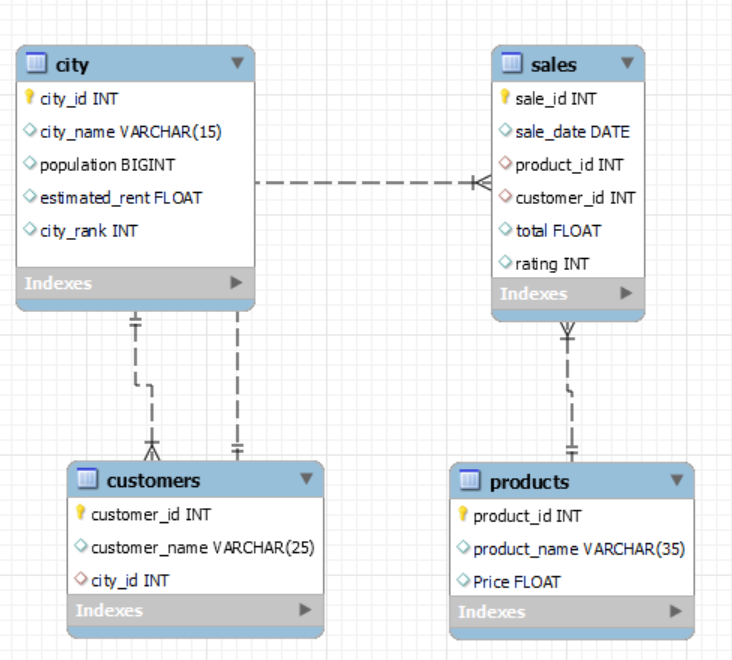 city
city_id INT
city_name VARCHAR(15)
population BIGINT
estimated_rent FLOAT
city_rank INT
Indexes
sales
sale_id INT
sale_date DATE
product_id INT
customer_id INT
total FLOAT
rating INT
Indexes
customers
customer_id INT
customer_name VARCHAR(25)
city_id INT
Indexes
products
product_id INT
product_name VARCHAR(35)
Price FLOAT
Indexes